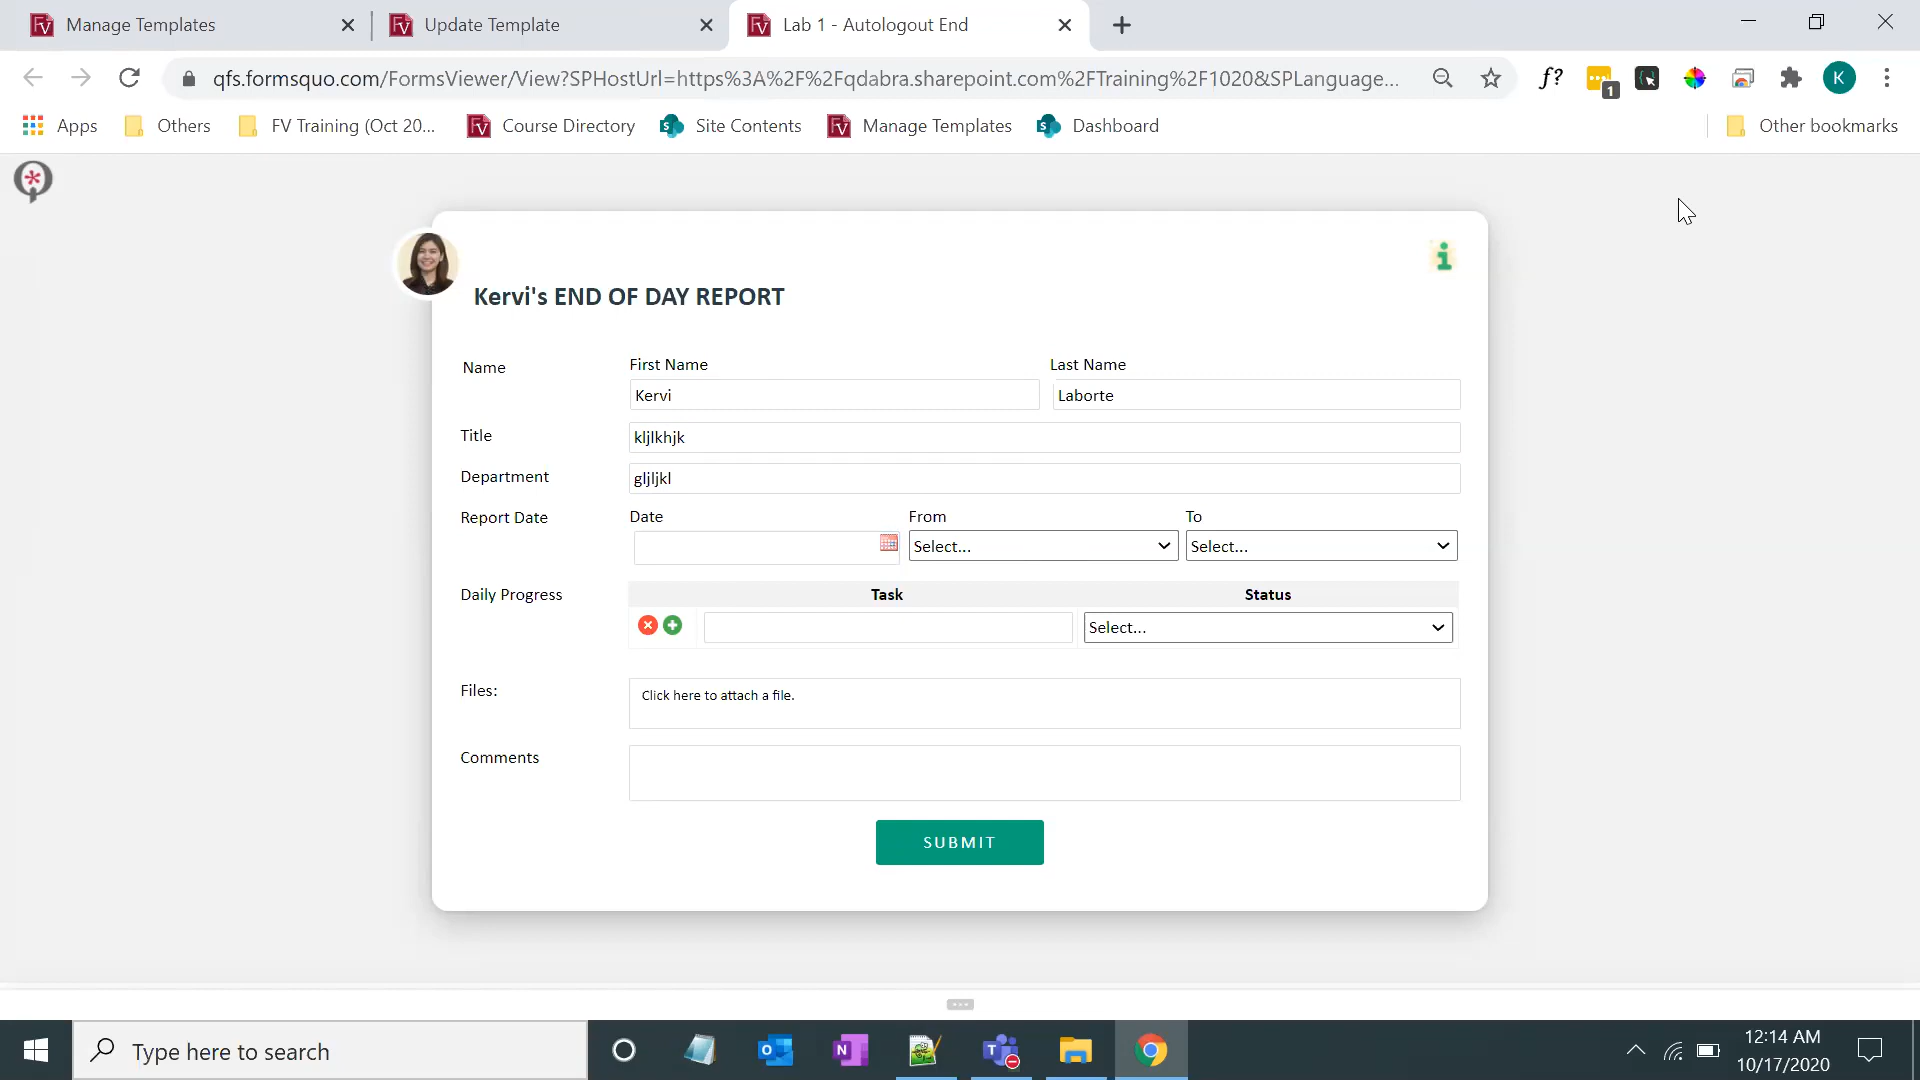 Manage Templates
Update Template
Lab 1 - Autologout End
qfs.formsquo.com/FormsViewer/View?SPHostUrl=https%3A%2F%2Fqdabra.sharepoint.com%2FTraining%2F1020&SPLanguage...
f?
1
K
Apps
Others
FV Training (Oct 20...
Course Directory
Site Contents
Manage Templates
Dashboard
Other bookmarks
Kervi's END OF DAY REPORT
Name
First Name
Last Name
Kervi
Laborte
Title
kljlkhjk
Department
gljljkl
Report Date
Date
From
To
Select...
Select...
Daily Progress
Task
Status
Select...
Files:
Click here to attach a file.
Comments
SUBMIT
Type here to search
12:14 AM
10/17/2020